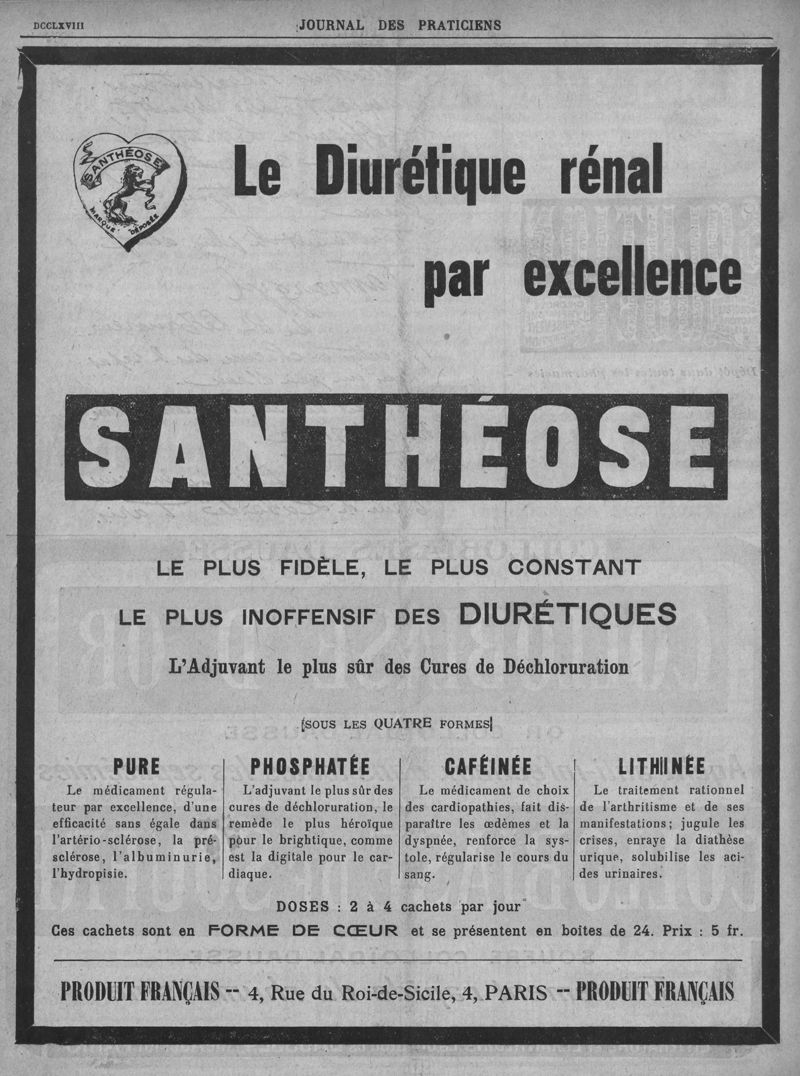 DCCLXVIII
JOURNAL DES PRATICIENS
SANTHÉOSE
MARQUE DÉPOSÉE
Le Diurétique rénal
par excellence
SANTHÉOSE
LE PLUS FIDÈLE, LE PLUS CONSTANT
LE PLUS INOFFENSIF DES DIURÉTIQUES
L'Adjuvant le plus sûr des Cures de Déchloruration
(SOUS LES QUATRE FORMES)
PURE
Le médicament régula-
teur par excellence, d'une
efficacité sans égale dans
l'artério-sclérose, la pré-
sclérose, l'albuminurie,
l'hydropisie.
PHOSPHATÉE
L'adjuvant le plus sûr des
cures de déchloruration, le
remède le plus héroïque
pour le brightique, comme
est la digitale pour le car-
diaque.
CAFÉINÉE
Le médicament de choix
des cardiopathies, fait dis-
paraître les œdèmes et la
dyspnée, renforce la sys-
tole, régularise le cours du
sang.
LITHINÉE
Le traitement rationnel
de l'arthritisme et de ses
manifestations; jugule les
crises, enraye la diathèse
urique, solubilise les aci-
des urinaires.
DOSES : 2 à 4 cachets par jour
Ces cachets sont en FORME DE CŒUR et se présentent en boites de 24. Prix : 5 fr.
PRODUIT FRANÇAIS -- 4, Rue du Roi-de-Sicile, 4, PARIS -- PRODUIT FRANÇAIS